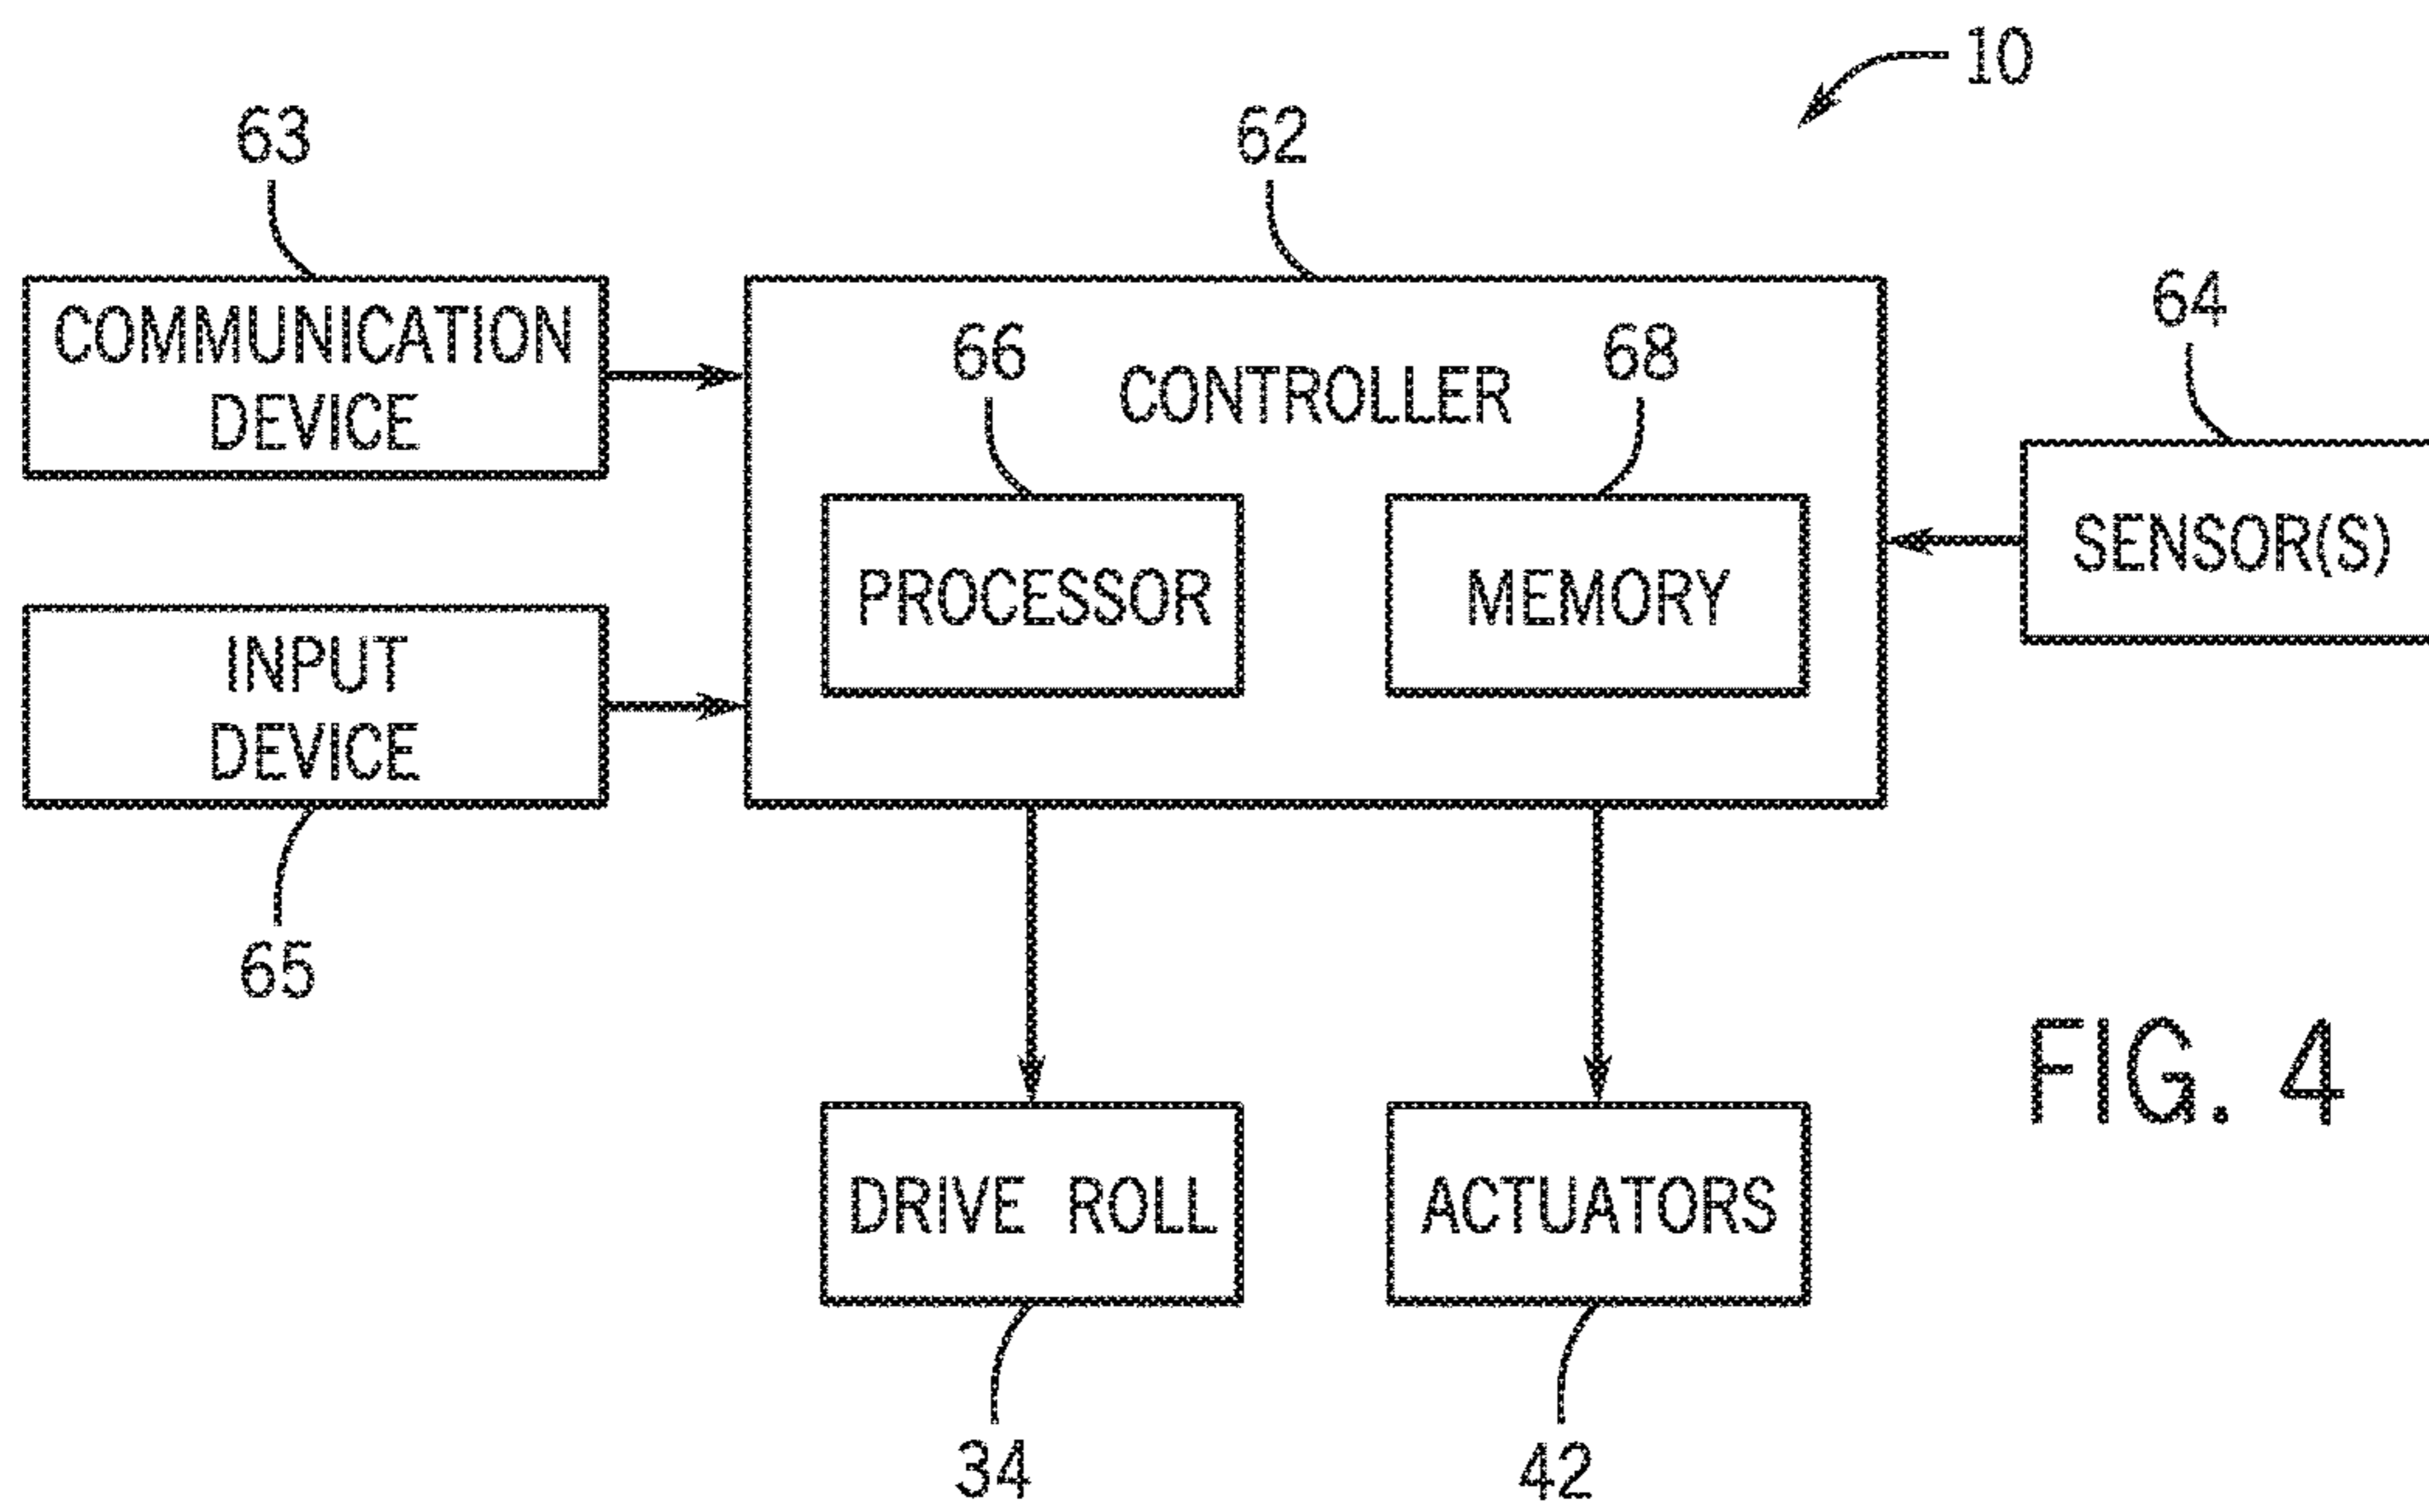 10
63
62
64
COMMUNICATION
DEVICE
66
CONTROLLER
68
SENSOR(S)
PROCESSOR
MEMORY
INPUT
DEVICE
65
FIG. 4
DRIVE ROLL
ACTUATORS
34
42